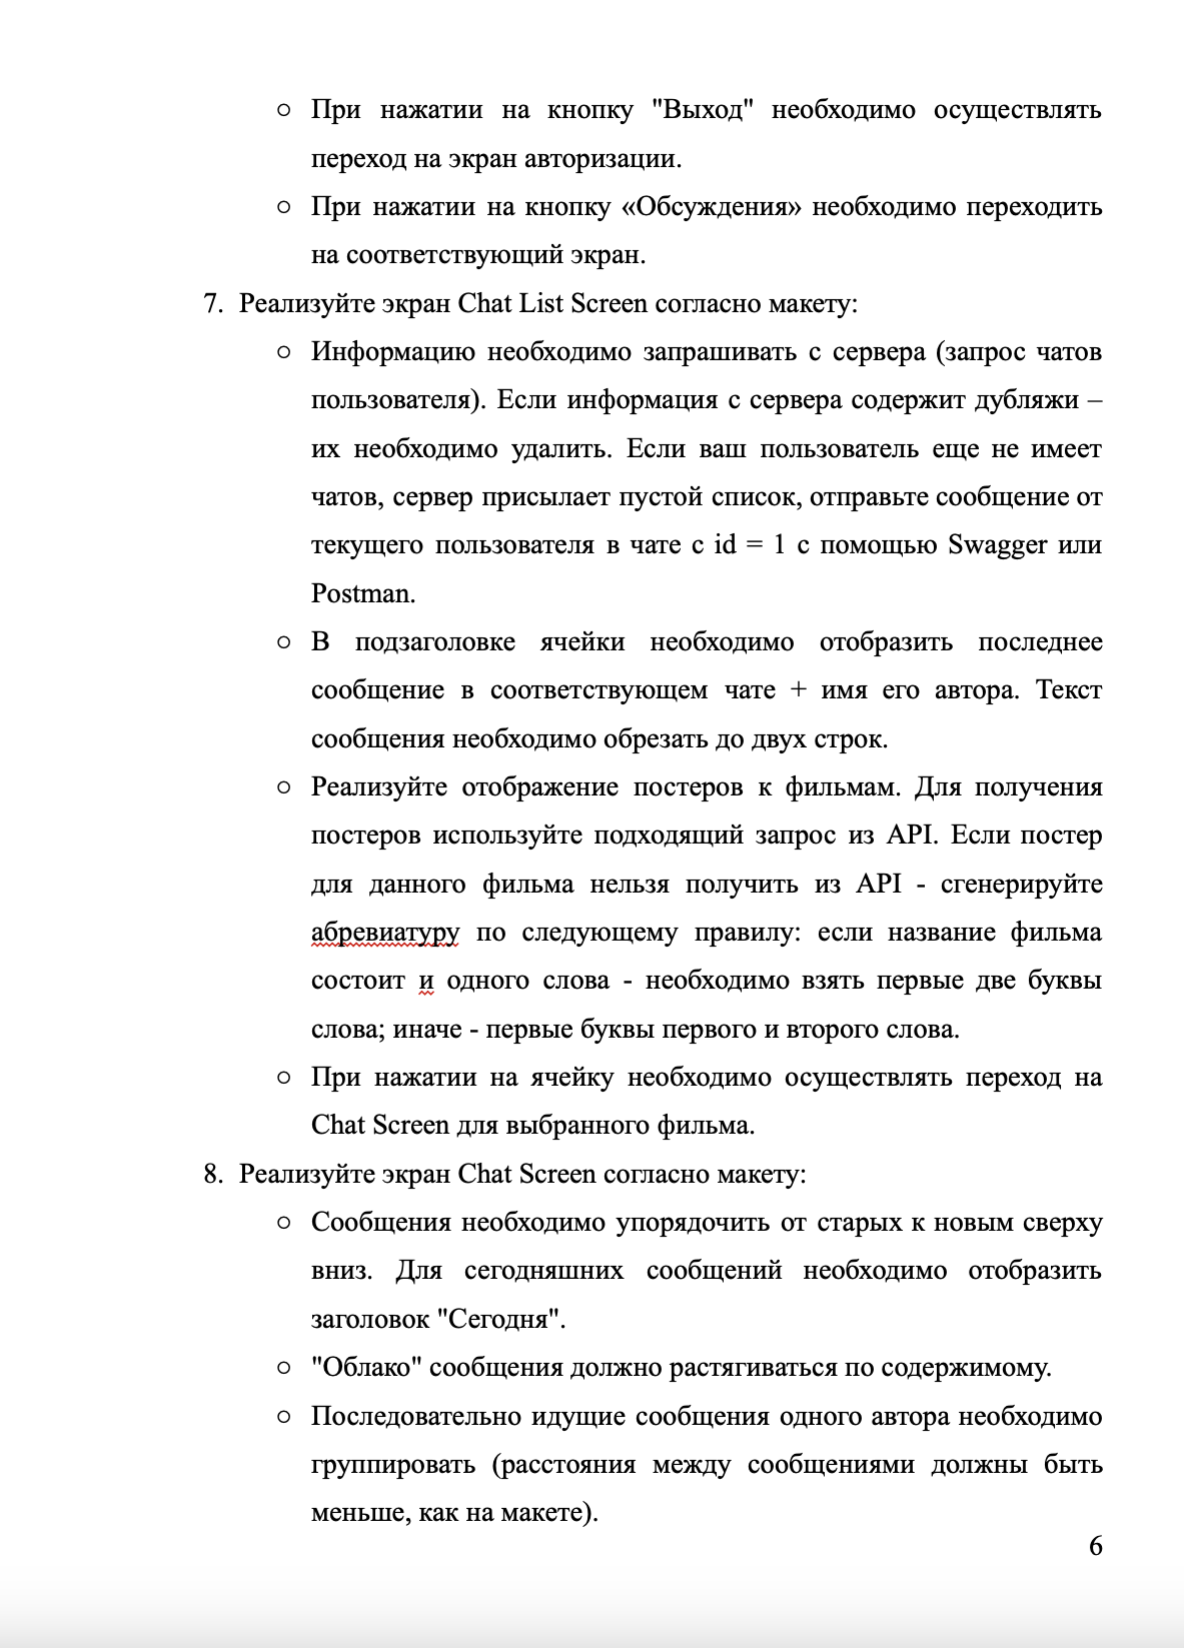 ○ При нажатии на кнопку "Выход" необходимо осуществлять
переход на экран авторизации.
○ При нажатии на кнопку «Обсуждения» необходимо переходить
на соответствующий экран.
7. Реализуйте экран Chat List Screen согласно макету:
○ Информацию необходимо запрашивать с сервера (запрос чатов
пользователя). Если информация с сервера содержит дубляжи –
их необходимо удалить. Если ваш пользователь еще не имеет
чатов, сервер присылает пустой список, отправьте сообщение от
текущего пользователя в чате с id = 1 с помощью Swagger или
Postman.
○ В подзаголовке ячейки необходимо отобразить последнее
сообщение в соответствующем чате + имя его автора. Текст
сообщения необходимо обрезать до двух строк.
○ Реализуйте отображение постеров к фильмам. Для получения
постеров используйте подходящий запрос из API. Если постер
для данного фильма нельзя получить из API - сгенерируйте
абревиатуру по следующему правилу: если название фильма
состоит и одного слова - необходимо взять первые две буквы
слова; иначе - первые буквы первого и второго слова.
○ При нажатии на ячейку необходимо осуществлять переход на
Chat Screen для выбранного фильма.
8. Реализуйте экран Chat Screen согласно макету:
○ Сообщения необходимо упорядочить от старых к новым сверху
вниз. Для сегодняшних сообщений необходимо отобразить
заголовок "Сегодня".
○ "Облако" сообщения должно растягиваться по содержимому.
○ Последовательно идущие сообщения одного автора необходимо
группировать (расстояния между сообщениями должны быть
меньше, как на макете).
6